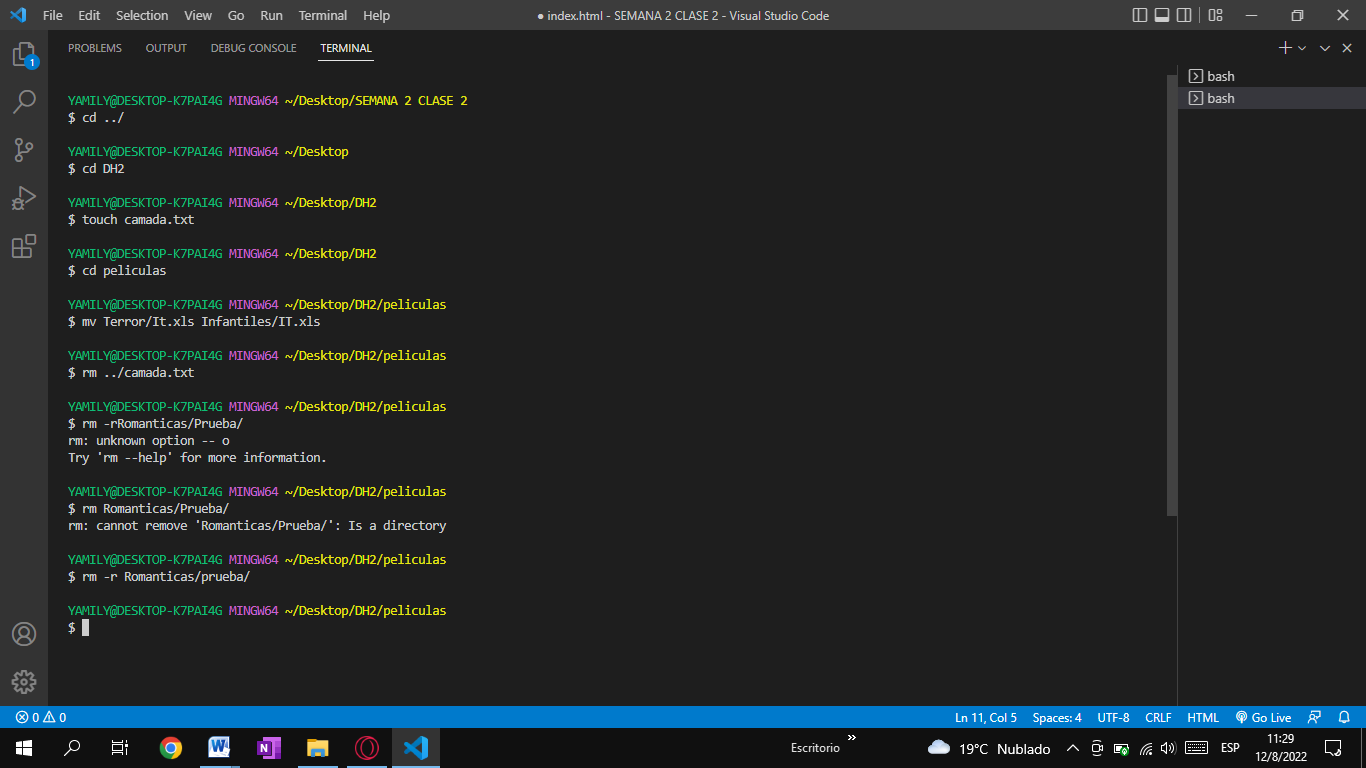 File Edit Selection View Go Run Terminal Help ● index.html - SEMANA 2 CLASE 2 - Visual Studio Code
PROBLEMS OUTPUT DEBUG CONSOLE TERMINAL
1
bash
bash
YAMILY@DESKTOP-K7PAI4G MINGW64 ~/Desktop/SEMANA 2 CLASE 2
$ cd ../
YAMILY@DESKTOP-K7PAI4G MINGW64 ~/Desktop
$ cd DH2
YAMILY@DESKTOP-K7PAI4G MINGW64 ~/Desktop/DH2
$ touch camada.txt
YAMILY@DESKTOP-K7PAI4G MINGW64 ~/Desktop/DH2
$ cd peliculas
YAMILY@DESKTOP-K7PAI4G MINGW64 ~/Desktop/DH2/peliculas
$ mv Terror/It.xls Infantiles/IT.xls
YAMILY@DESKTOP-K7PAI4G MINGW64 ~/Desktop/DH2/peliculas
$ rm ../camada.txt
YAMILY@DESKTOP-K7PAI4G MINGW64 ~/Desktop/DH2/peliculas
$ rm -rRomanticas/Prueba/
rm: unknown option -- o
Try 'rm --help' for more information.
YAMILY@DESKTOP-K7PAI4G MINGW64 ~/Desktop/DH2/peliculas
$ rm Romanticas/Prueba/
rm: cannot remove 'Romanticas/Prueba/': Is a directory
YAMILY@DESKTOP-K7PAI4G MINGW64 ~/Desktop/DH2/peliculas
$ rm -r Romanticas/prueba/
YAMILY@DESKTOP-K7PAI4G MINGW64 ~/Desktop/DH2/peliculas
$
0 0 Ln 11, Col 5 Spaces: 4 UTF-8 CRLF HTML Go Live
W N Escritorio » 19°C Nublado ESP 11:29
12/8/2022